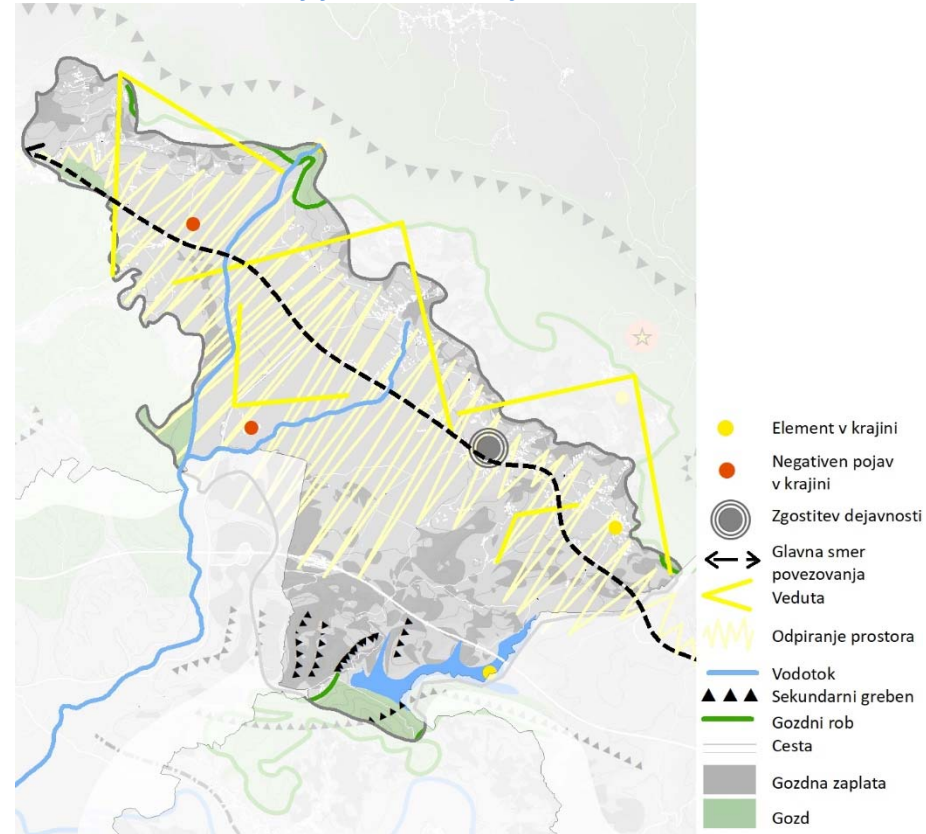 Element v krajini
Negativen pojav
v krajini
Zgostitev dejavnosti
Glavna smer
povezovanja
Veduta
Odpiranje prostora
Vodotok
Sekundarni greben
Gozdni rob
Cesta
Gozdna zaplata
Gozd